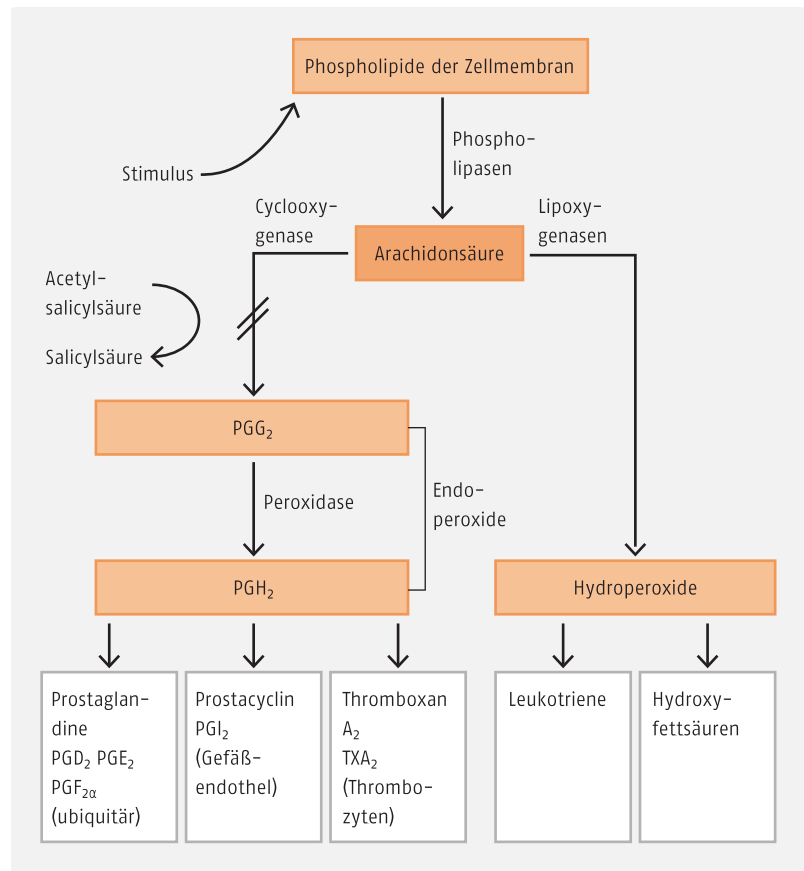 Phospholipide der Zellmembran
Phospho-
lipasen
Stimulus
Cyclooxy-
genase
Lipoxy-
genasen
Arachidonsäure
Acetyl-
salicylsäure
Salicylsäure
PGG₂
Peroxidase
Endo-
peroxide
PGH₂
Hydroperoxide
Prostaglan-
dine
PGD₂ PGE₂
PGF₂α
(ubiquitär)
Prostacyclin
PGI₂
(Gefäß-
endothel)
Thromboxan
A₂
TXA₂
(Thrombo-
zyten)
Leukotriene
Hydroxy-
fettsäuren